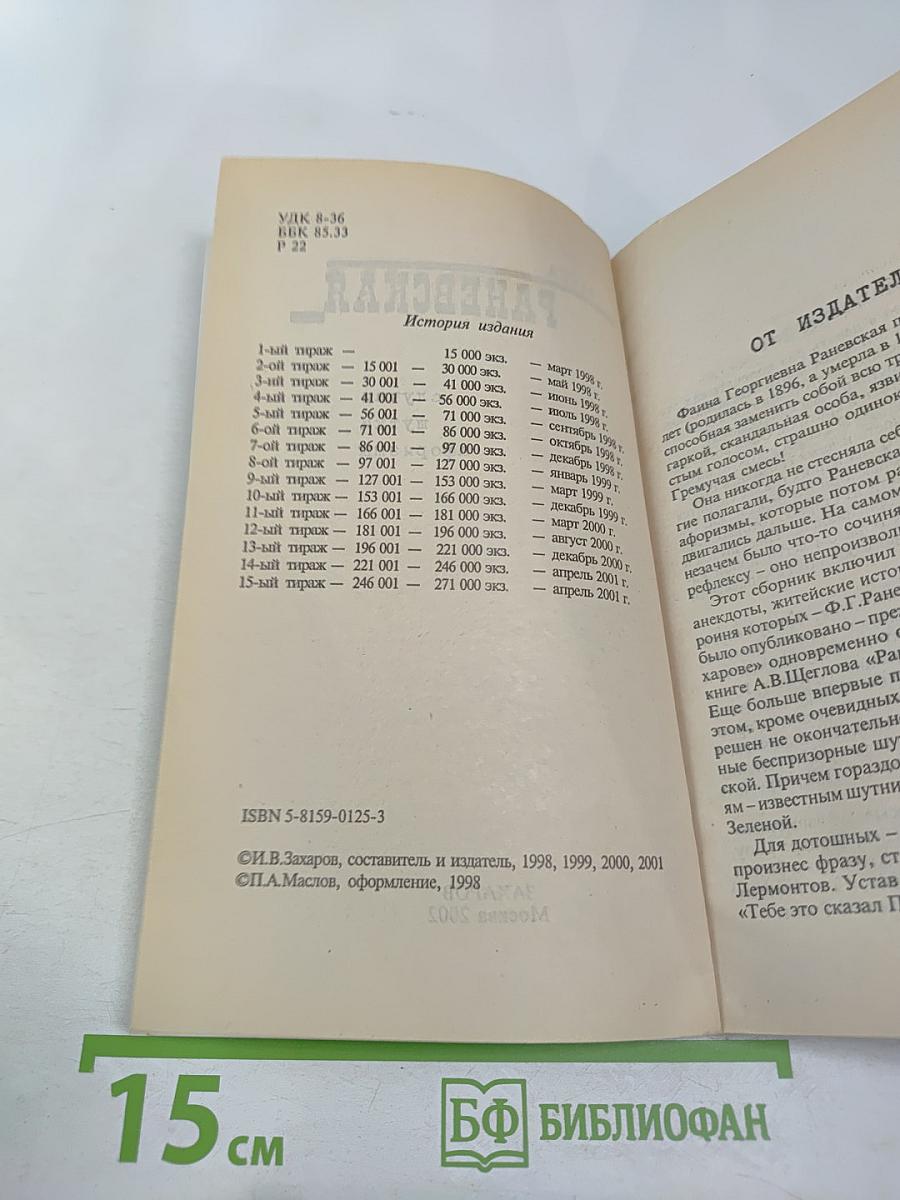 УДК 8-36
ББК 85.33
Р 22
История издания
1-ый тираж — 15 000 экз. — март 1998 г.
2-ой тираж — 15 001 — 30 000 экз. — май 1998 г.
3-ий тираж — 30 001 — 41 000 экз. — июнь 1998 г.
4-ый тираж — 41 001 — 56 000 экз. — июль 1998 г.
5-ый тираж — 56 001 — 71 000 экз. — сентябрь 1998 г.
6-ой тираж — 71 001 — 86 000 экз. — октябрь 1998 г.
7-ой тираж — 86 001 — 97 000 экз. — декабрь 1998 г.
8-ой тираж — 97 001 — 127 000 экз. — январь 1999 г.
9-ый тираж — 127 001 — 153 000 экз. — март 1999 г.
10-ый тираж — 153 001 — 166 000 экз. — декабрь 1999 г.
11-ый тираж — 166 001 — 181 000 экз. — март 2000 г.
12-ый тираж — 181 001 — 196 000 экз. — август 2000 г.
13-ый тираж — 196 001 — 221 000 экз. — декабрь 2000 г.
14-ый тираж — 221 001 — 246 000 экз. — апрель 2001 г.
15-ый тираж — 246 001 — 271 000 экз. — апрель 2001 г.
ISBN 5-8159-0125-3
©И.В.Захаров, составитель и издатель, 1998, 1999, 2000, 2001
©П.А.Маслов, оформление, 1998
ОТ ИЗДАТЕЛ
Фаина Георгиевна Раневская п
лет (родилась в 1896, а умерла в 1
способная заменить собой всю тр
гаркой, скандальная особа, язви
стым голосом, страшно одинок
Гремучая смесь!
Она никогда не стесняла себ
гие полагали, будто Раневска
афоризмы, которые потом ра
двигались дальше. На самом
незачем было что-то сочиня
рефлексу – оно непроизволь
Этот сборник включил
анекдоты, житейские исто
роиня которых – Ф.Г.Ране
было опубликовано – пре
харове» одновременно с
книге А.В.Щеглова «Ра
Еще больше впервые п
этом, кроме очевидных,
решен не окончательн
ные беспризорные шут
ской. Причем гораздо
ям – известным шутни
Зеленой.
Для дотошных –
произнес фразу, ст
Лермонтов. Устав
«Тебе это сказал П
15 см
БФ БИБЛИОФАН